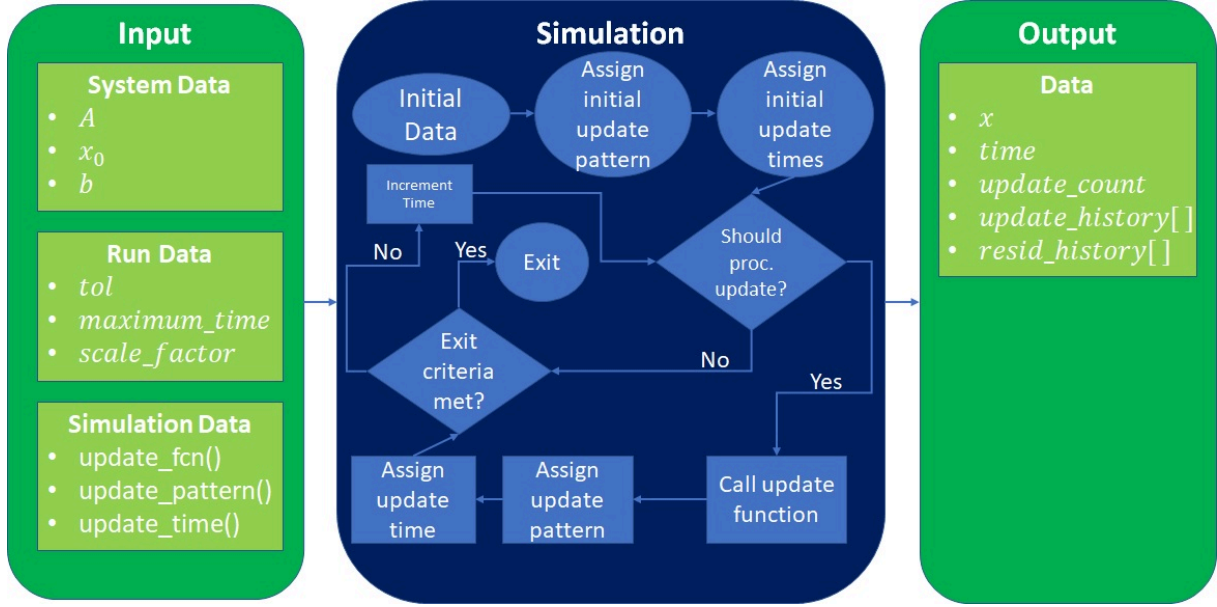 Input
System Data
• A
• x₀
• b
Run Data
• tol
• maximum_time
• scale_factor
Simulation Data
• update_fcn()
• update_pattern()
• update_time()
Simulation
Initial
Data
Assign
initial
update
pattern
Assign
initial
update
times
Increment
Time
No
Yes
Exit
Should
proc.
update?
Exit
criteria
met?
No
Yes
Assign
update
time
Assign
update
pattern
Call update
function
Output
Data
• x
• time
• update_count
• update_history[]
• resid_history[]